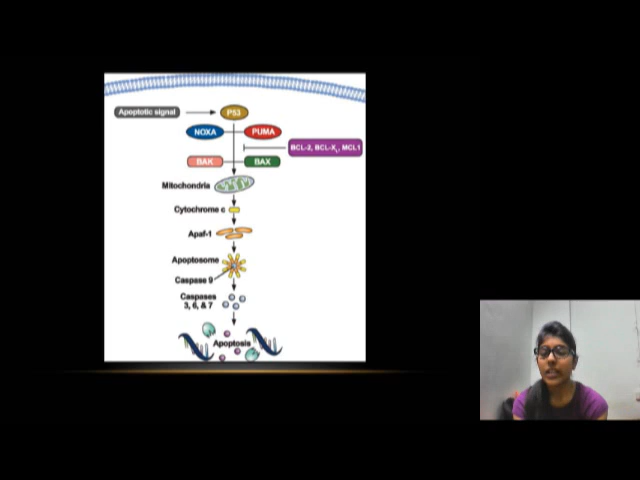 Apoptotic signal
P53
NOXA
PUMA
BCL-2, BCL-XL, MCL1
BAK
BAX
Mitochondria
Cytochrome c
Apaf-1
Apoptosome
Caspase 9
Caspases
3, 6, & 7
Apoptosis